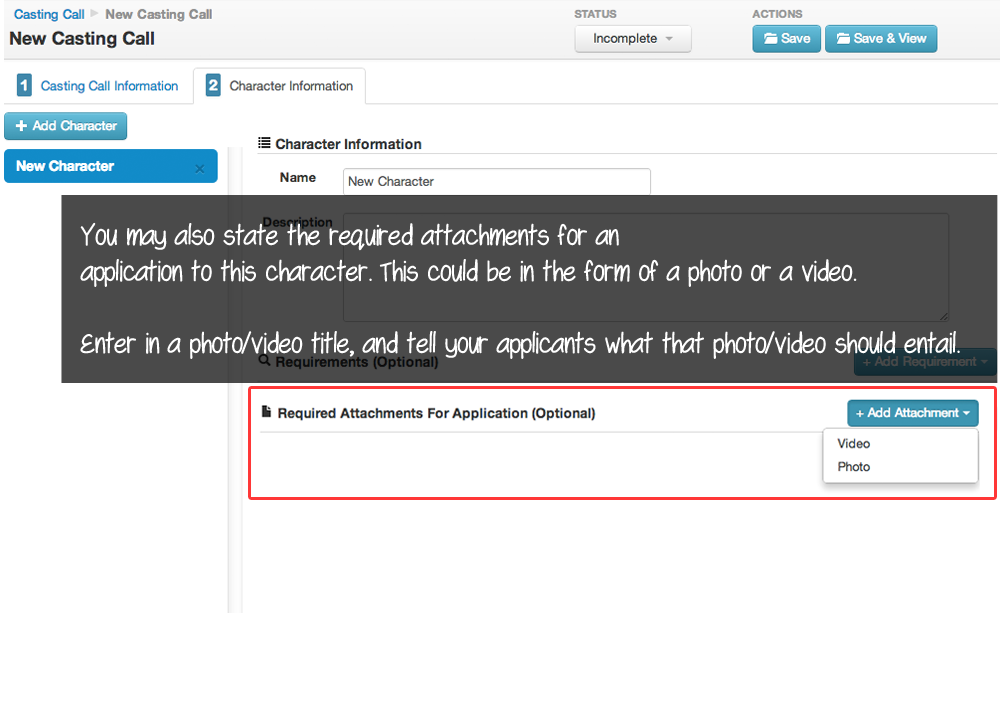 Casting Call New Casting Call
New Casting Call
STATUS
Incomplete
ACTIONS
Save
Save & View
1 Casting Call Information
2 Character Information
+ Add Character
New Character ×
Character Information
Name
New Character
Description
You may also state the required attachments for an
application to this character. This could be in the form of a photo or a video.
Enter in a photo/video title, and tell your applicants what that photo/video should entail.
Requirements (Optional)
+ Add Requirement
Required Attachments For Application (Optional)
+ Add Attachment
Video
Photo